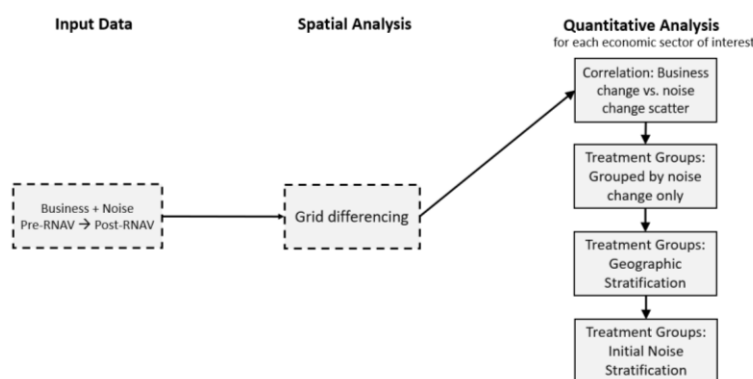 Input Data
Spatial Analysis
Quantitative Analysis
for each economic sector of interest
Business + Noise
Pre-RNAV → Post-RNAV
Grid differencing
Correlation: Business
change vs. noise
change scatter
Treatment Groups:
Grouped by noise
change only
Treatment Groups:
Geographic
Stratification
Treatment Groups:
Initial Noise
Stratification